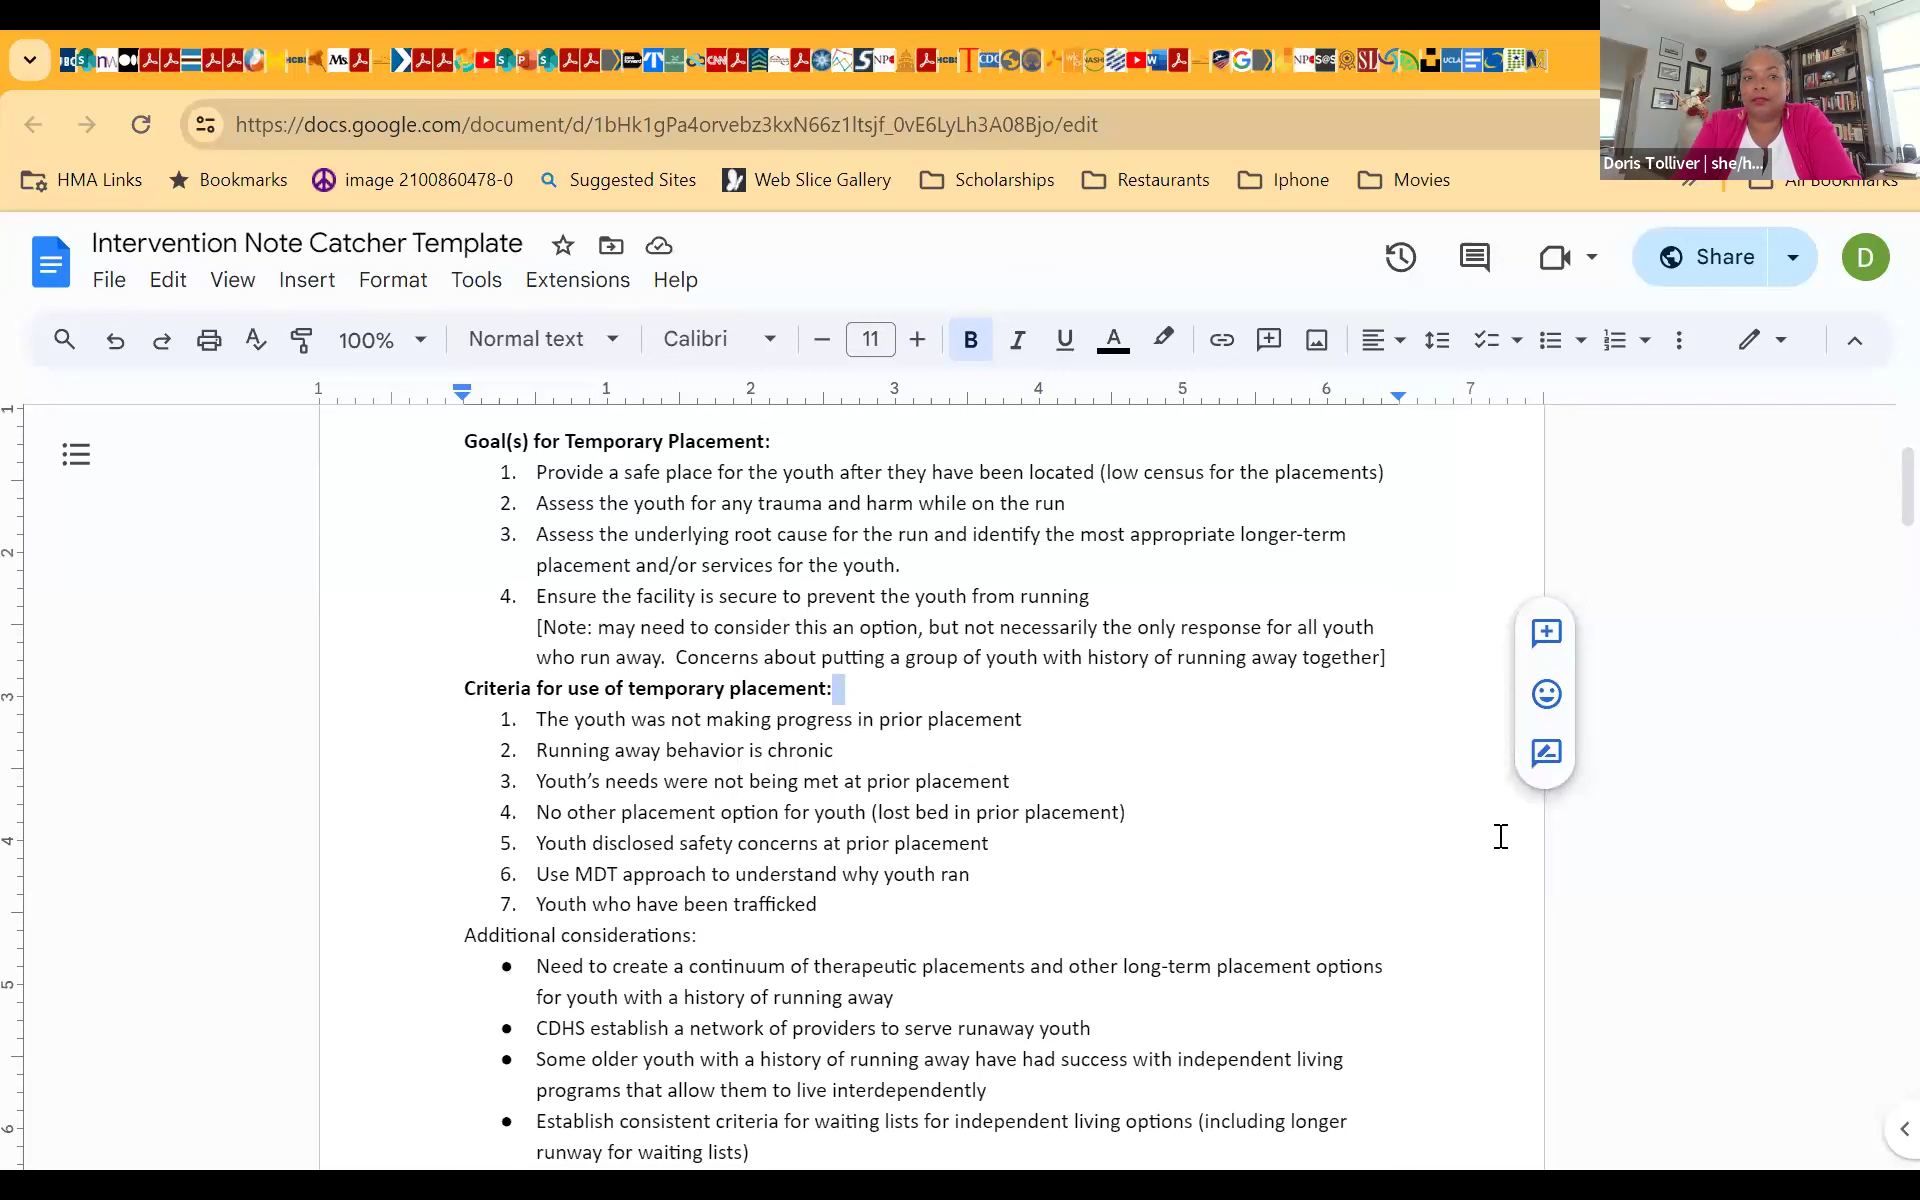 https://docs.google.com/document/d/1bHk1gPa4orvebz3kxN66z1ltsjf_0vE6LyLh3A08Bjo/edit
HMA Links Bookmarks image 2100860478-0 Suggested Sites Web Slice Gallery Scholarships Restaurants Iphone Movies All Bookmarks
Doris Tolliver | she/h...
Intervention Note Catcher Template
File Edit View Insert Format Tools Extensions Help
Share
D
100% Normal text Calibri 11 B I U A
1 1 2 3 4 5 6 7
Goal(s) for Temporary Placement:
1. Provide a safe place for the youth after they have been located (low census for the placements)
2. Assess the youth for any trauma and harm while on the run
3. Assess the underlying root cause for the run and identify the most appropriate longer-term
placement and/or services for the youth.
4. Ensure the facility is secure to prevent the youth from running
[Note: may need to consider this an option, but not necessarily the only response for all youth
who run away.  Concerns about putting a group of youth with history of running away together]
Criteria for use of temporary placement:
1. The youth was not making progress in prior placement
2. Running away behavior is chronic
3. Youth’s needs were not being met at prior placement
4. No other placement option for youth (lost bed in prior placement)
5. Youth disclosed safety concerns at prior placement
6. Use MDT approach to understand why youth ran
7. Youth who have been trafficked
Additional considerations:
● Need to create a continuum of therapeutic placements and other long-term placement options
for youth with a history of running away
● CDHS establish a network of providers to serve runaway youth
● Some older youth with a history of running away have had success with independent living
programs that allow them to live interdependently
● Establish consistent criteria for waiting lists for independent living options (including longer
runway for waiting lists)